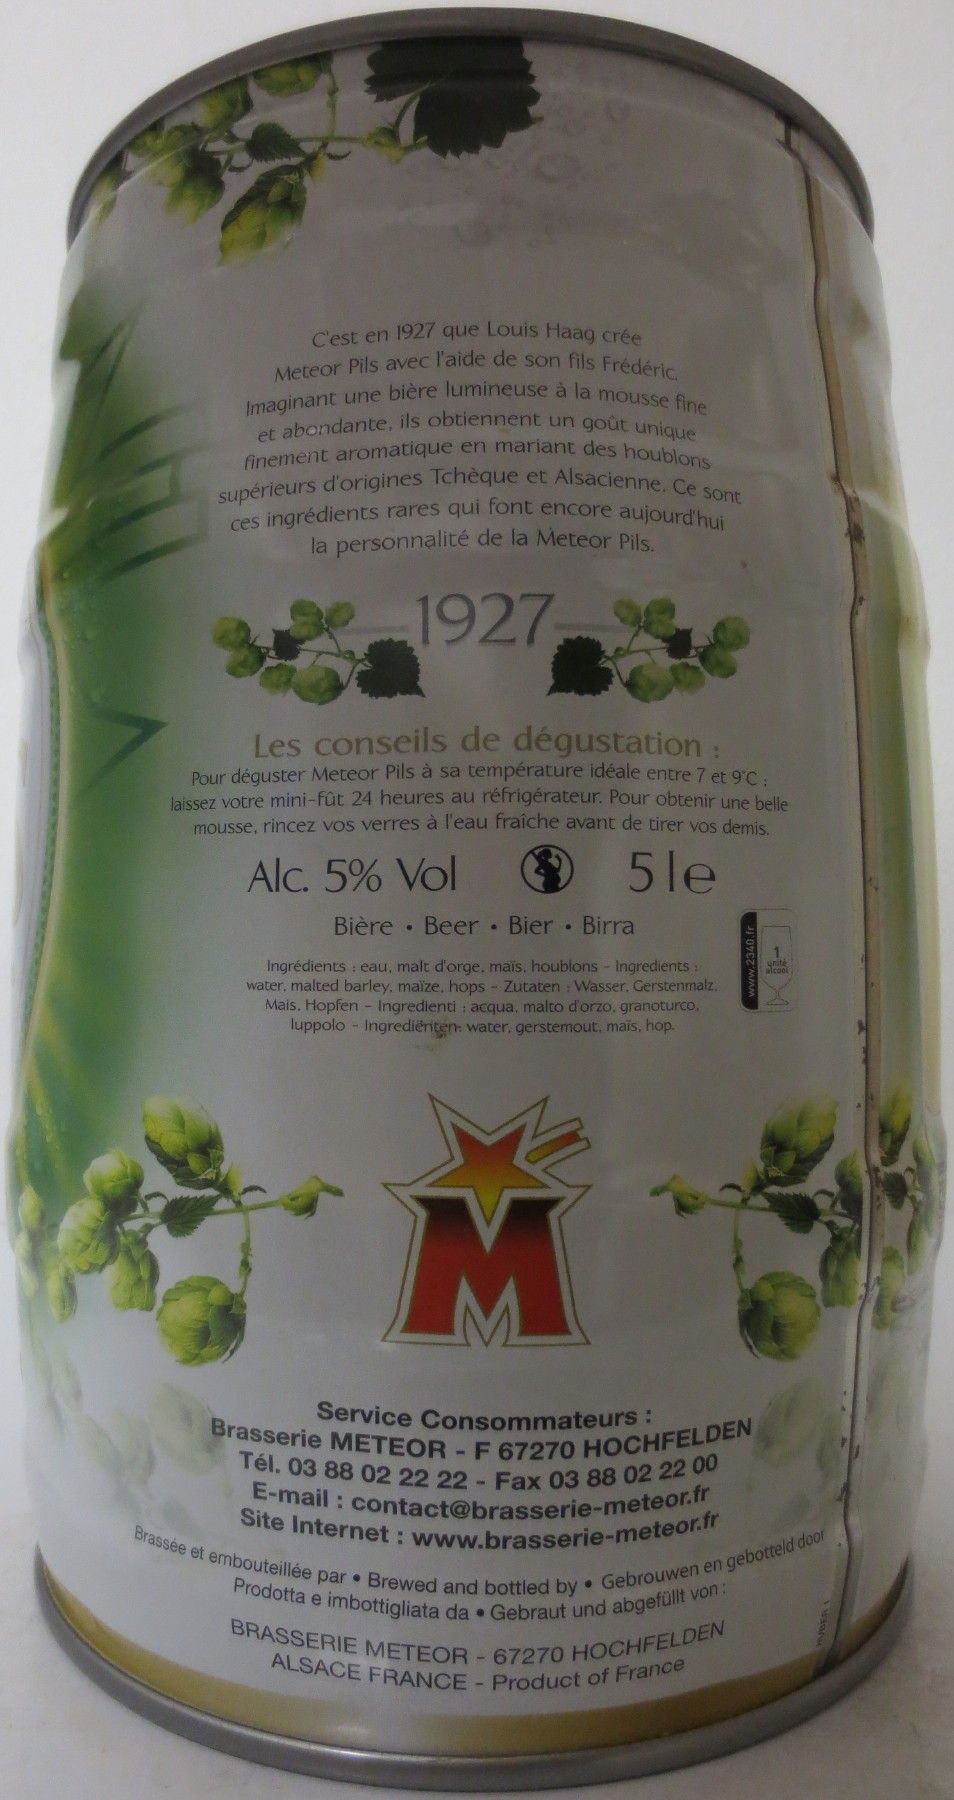 C'est en 1927 que Louis Haag crée
Meteor Pils avec l'aide de son fils Frédéric.
Imaginant une bière lumineuse à la mousse fine
et abondante, ils obtiennent un goût unique
finement aromatique en mariant des houblons
supérieurs d'origines Tchèque et Alsacienne. Ce sont
ces ingrédients rares qui font encore aujourd'hui
la personnalité de la Meteor Pils.
1927
Les conseils de dégustation :
Pour déguster Meteor Pils à sa température idéale entre 7 et 9°C :
laissez votre mini-fût 24 heures au réfrigérateur. Pour obtenir une belle
mousse, rincez vos verres à l'eau fraîche avant de tirer vos demis.
Alc. 5% Vol 5 l e
Bière • Beer • Bier • Birra
www.2340.fr
1
unité
alcool
Ingrédients : eau, malt d'orge, maïs, houblons - Ingredients :
water, malted barley, maïze, hops - Zutaten : Wasser, Gerstenmalz,
Mais, Hopfen - Ingredienti : acqua, malto d'orzo, granoturco,
luppolo - Ingrediënten: water, gerstemout, maïs, hop.
M
Service Consommateurs :
Brasserie METEOR - F 67270 HOCHFELDEN
Tél. 03 88 02 22 22 - Fax 03 88 02 22 00
E-mail : contact@brasserie-meteor.fr
Site Internet : www.brasserie-meteor.fr
Brassée et embouteillée par • Brewed and bottled by • Gebrouwen en gebotteld door
Prodotta e imbottigliata da • Gebraut und abgefüllt von :
BRASSERIE METEOR - 67270 HOCHFELDEN
ALSACE FRANCE - Product of France